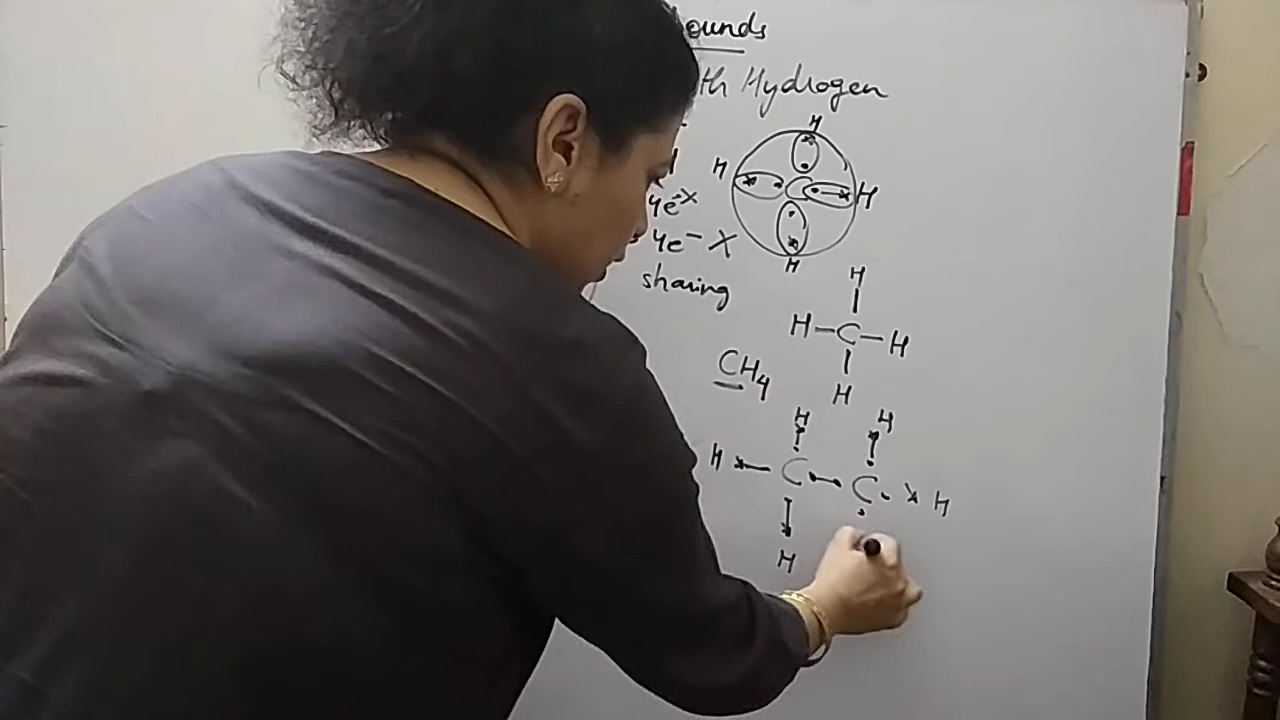 ounds
th Hydrogen
H
H C H
H
4e⁻ X
4e⁻ X
sharing
H
H-C-H
H
CH₄
H H
H C C H
H